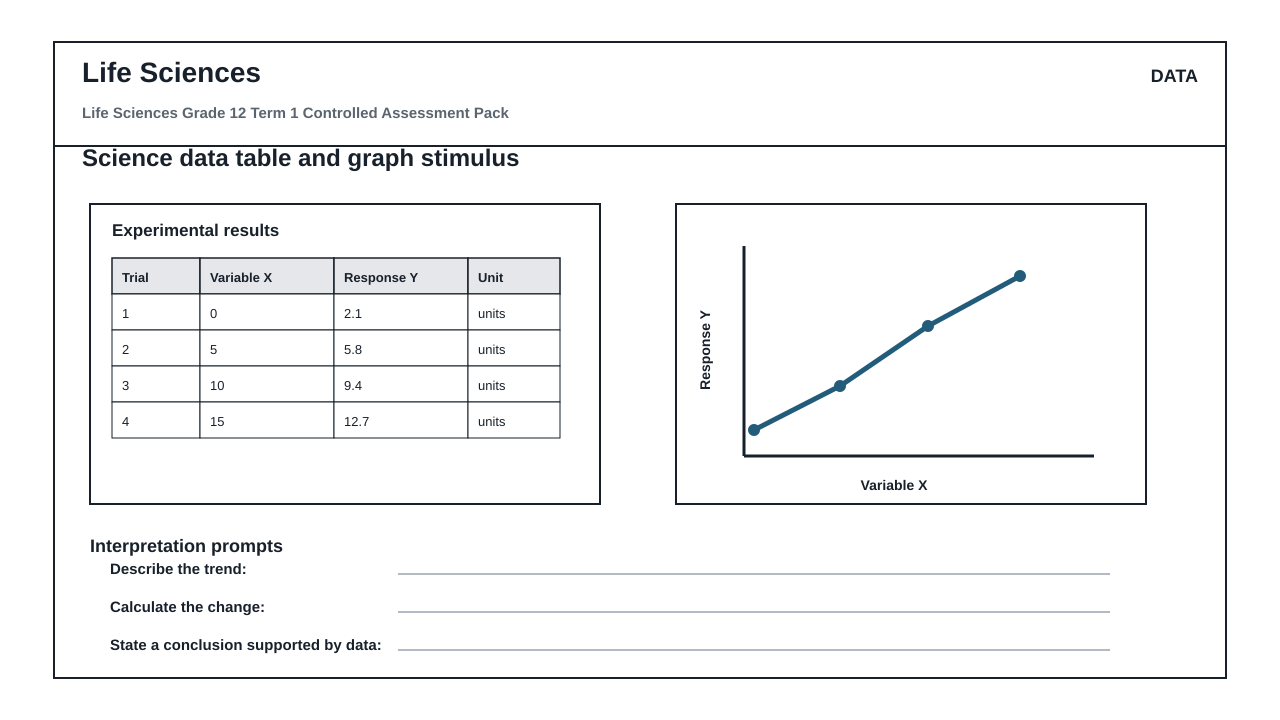 Life Sciences
DATA
Life Sciences Grade 12 Term 1 Controlled Assessment Pack
Science data table and graph stimulus
Experimental results
Trial Variable X Response Y Unit
1 0 2.1 units
2 5 5.8 units
3 10 9.4 units
4 15 12.7 units
Response Y
Variable X
Interpretation prompts
Describe the trend:
Calculate the change:
State a conclusion supported by data: